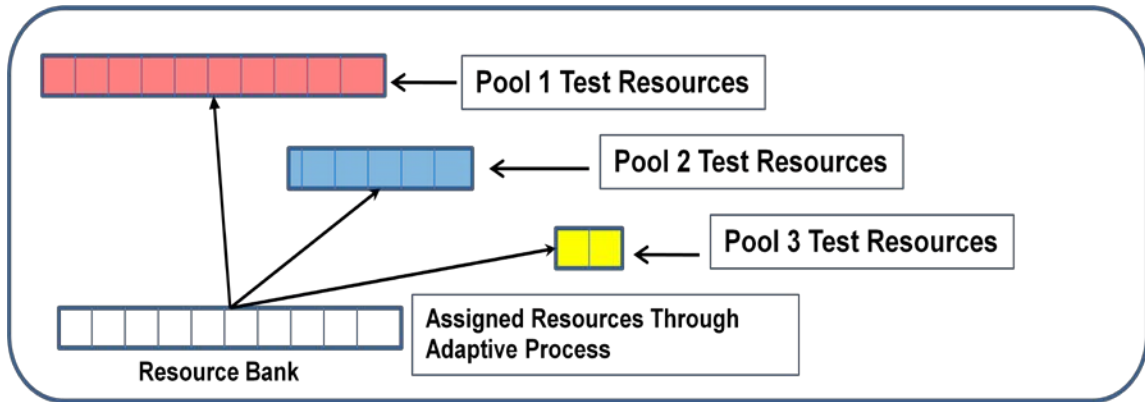 Pool 1 Test Resources
Pool 2 Test Resources
Pool 3 Test Resources
Assigned Resources Through
Adaptive Process
Resource Bank